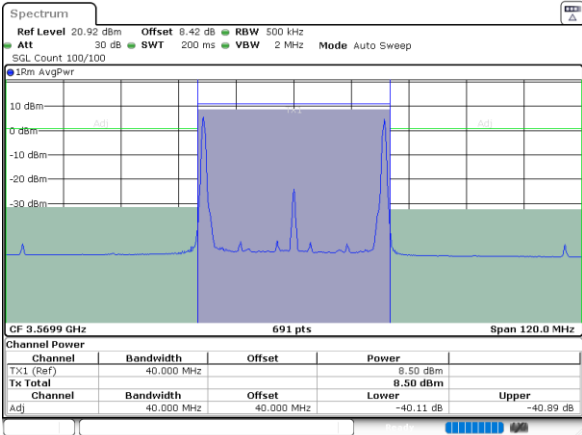 Spectrum
Ref Level 20.92 dBm Offset 8.42 dB RBW 500 kHz
Att 30 dB SWT 200 ms VBW 2 MHz Mode Auto Sweep
SGL Count 100/100
1Rm AvgPwr
10 dBm
Adj TX1 Adj
0 dBm
-10 dBm
-20 dBm
-30 dBm
CF 3.5699 GHz 691 pts Span 120.0 MHz
Channel Power
Channel Bandwidth Offset Power
TX1 (Ref) 40.000 MHz 8.50 dBm
Tx Total 8.50 dBm
Channel Bandwidth Offset Lower Upper
Adj 40.000 MHz 40.000 MHz -40.11 dB -40.89 dB
Ready